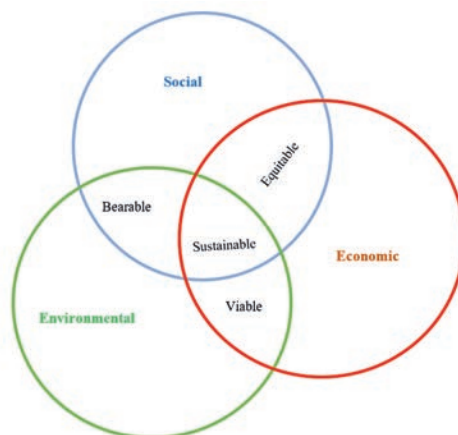 Social
Equitable
Bearable
Sustainable
Economic
Viable
Environmental